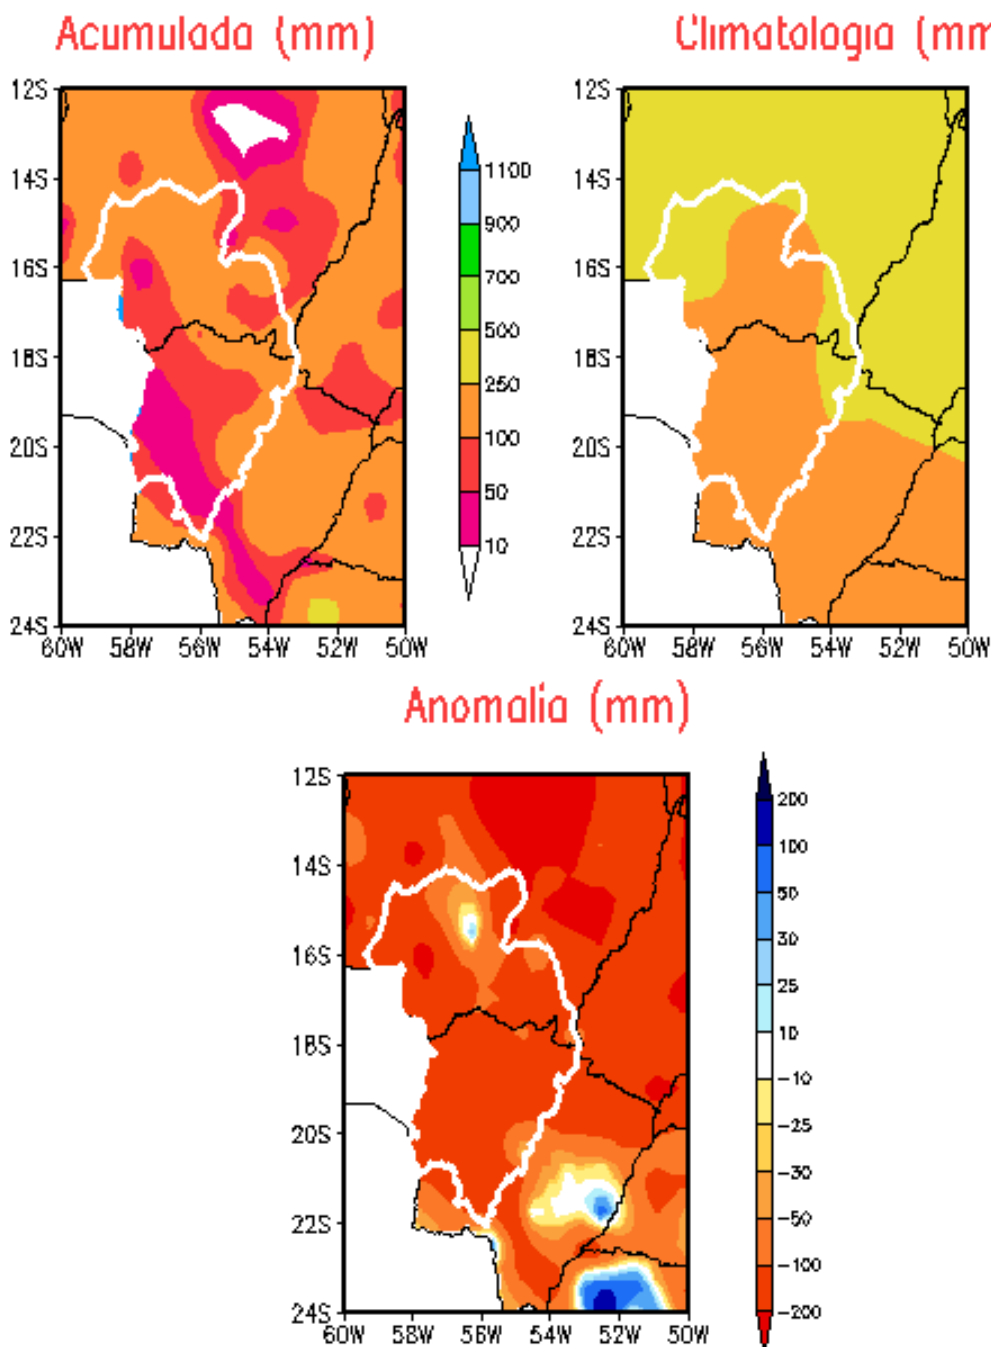 Acumulada (mm)
Climatologia (mm
12S
14S
16S
18S
20S
22S
24S
60W 58W 56W 54W 52W 50W
1100
900
700
500
250
100
50
10
12S
14S
16S
18S
20S
22S
24S
60W 58W 56W 54W 52W 50W
Anomalia (mm)
12S
14S
16S
18S
20S
22S
24S
60W 58W 56W 54W 52W 50W
200
100
50
30
25
10
-10
-25
-30
-50
-100
-200